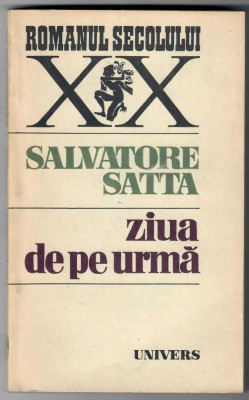 ROMANUL SECOLULUI
XX
SALVATORE
SATTA
ziua
de pe urmă
UNIVERS